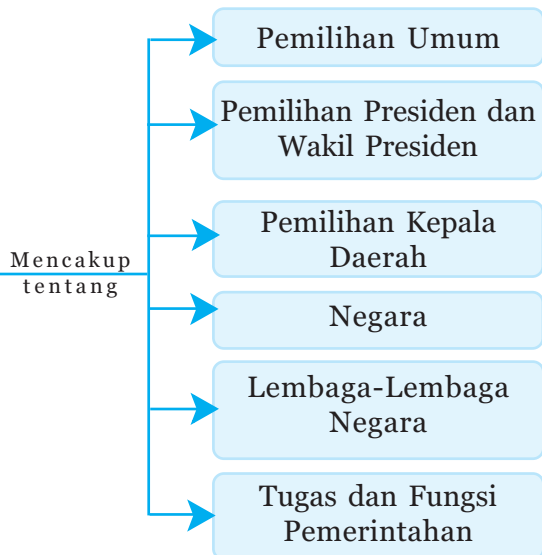 Mencakup
tentang
Pemilihan Umum
Pemilihan Presiden dan
Wakil Presiden
Pemilihan Kepala
Daerah
Negara
Lembaga-Lembaga
Negara
Tugas dan Fungsi
Pemerintahan